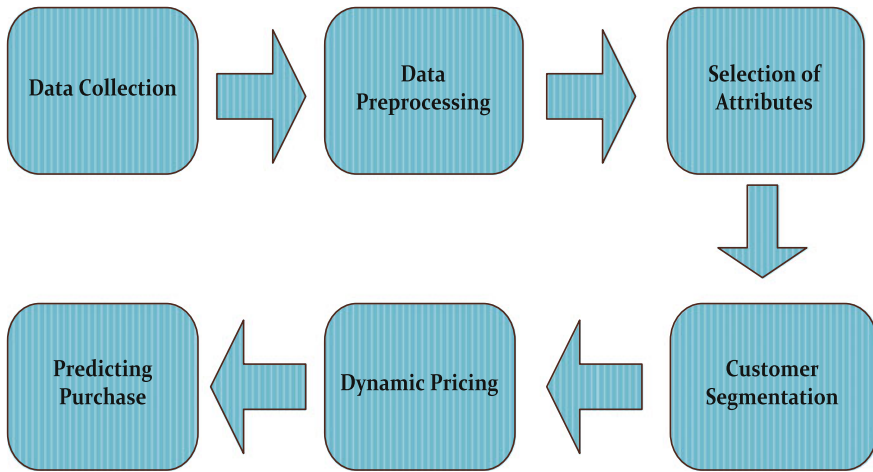 Data Collection
Data
Preprocessing
Selection of
Attributes
Customer
Segmentation
Dynamic Pricing
Predicting
Purchase